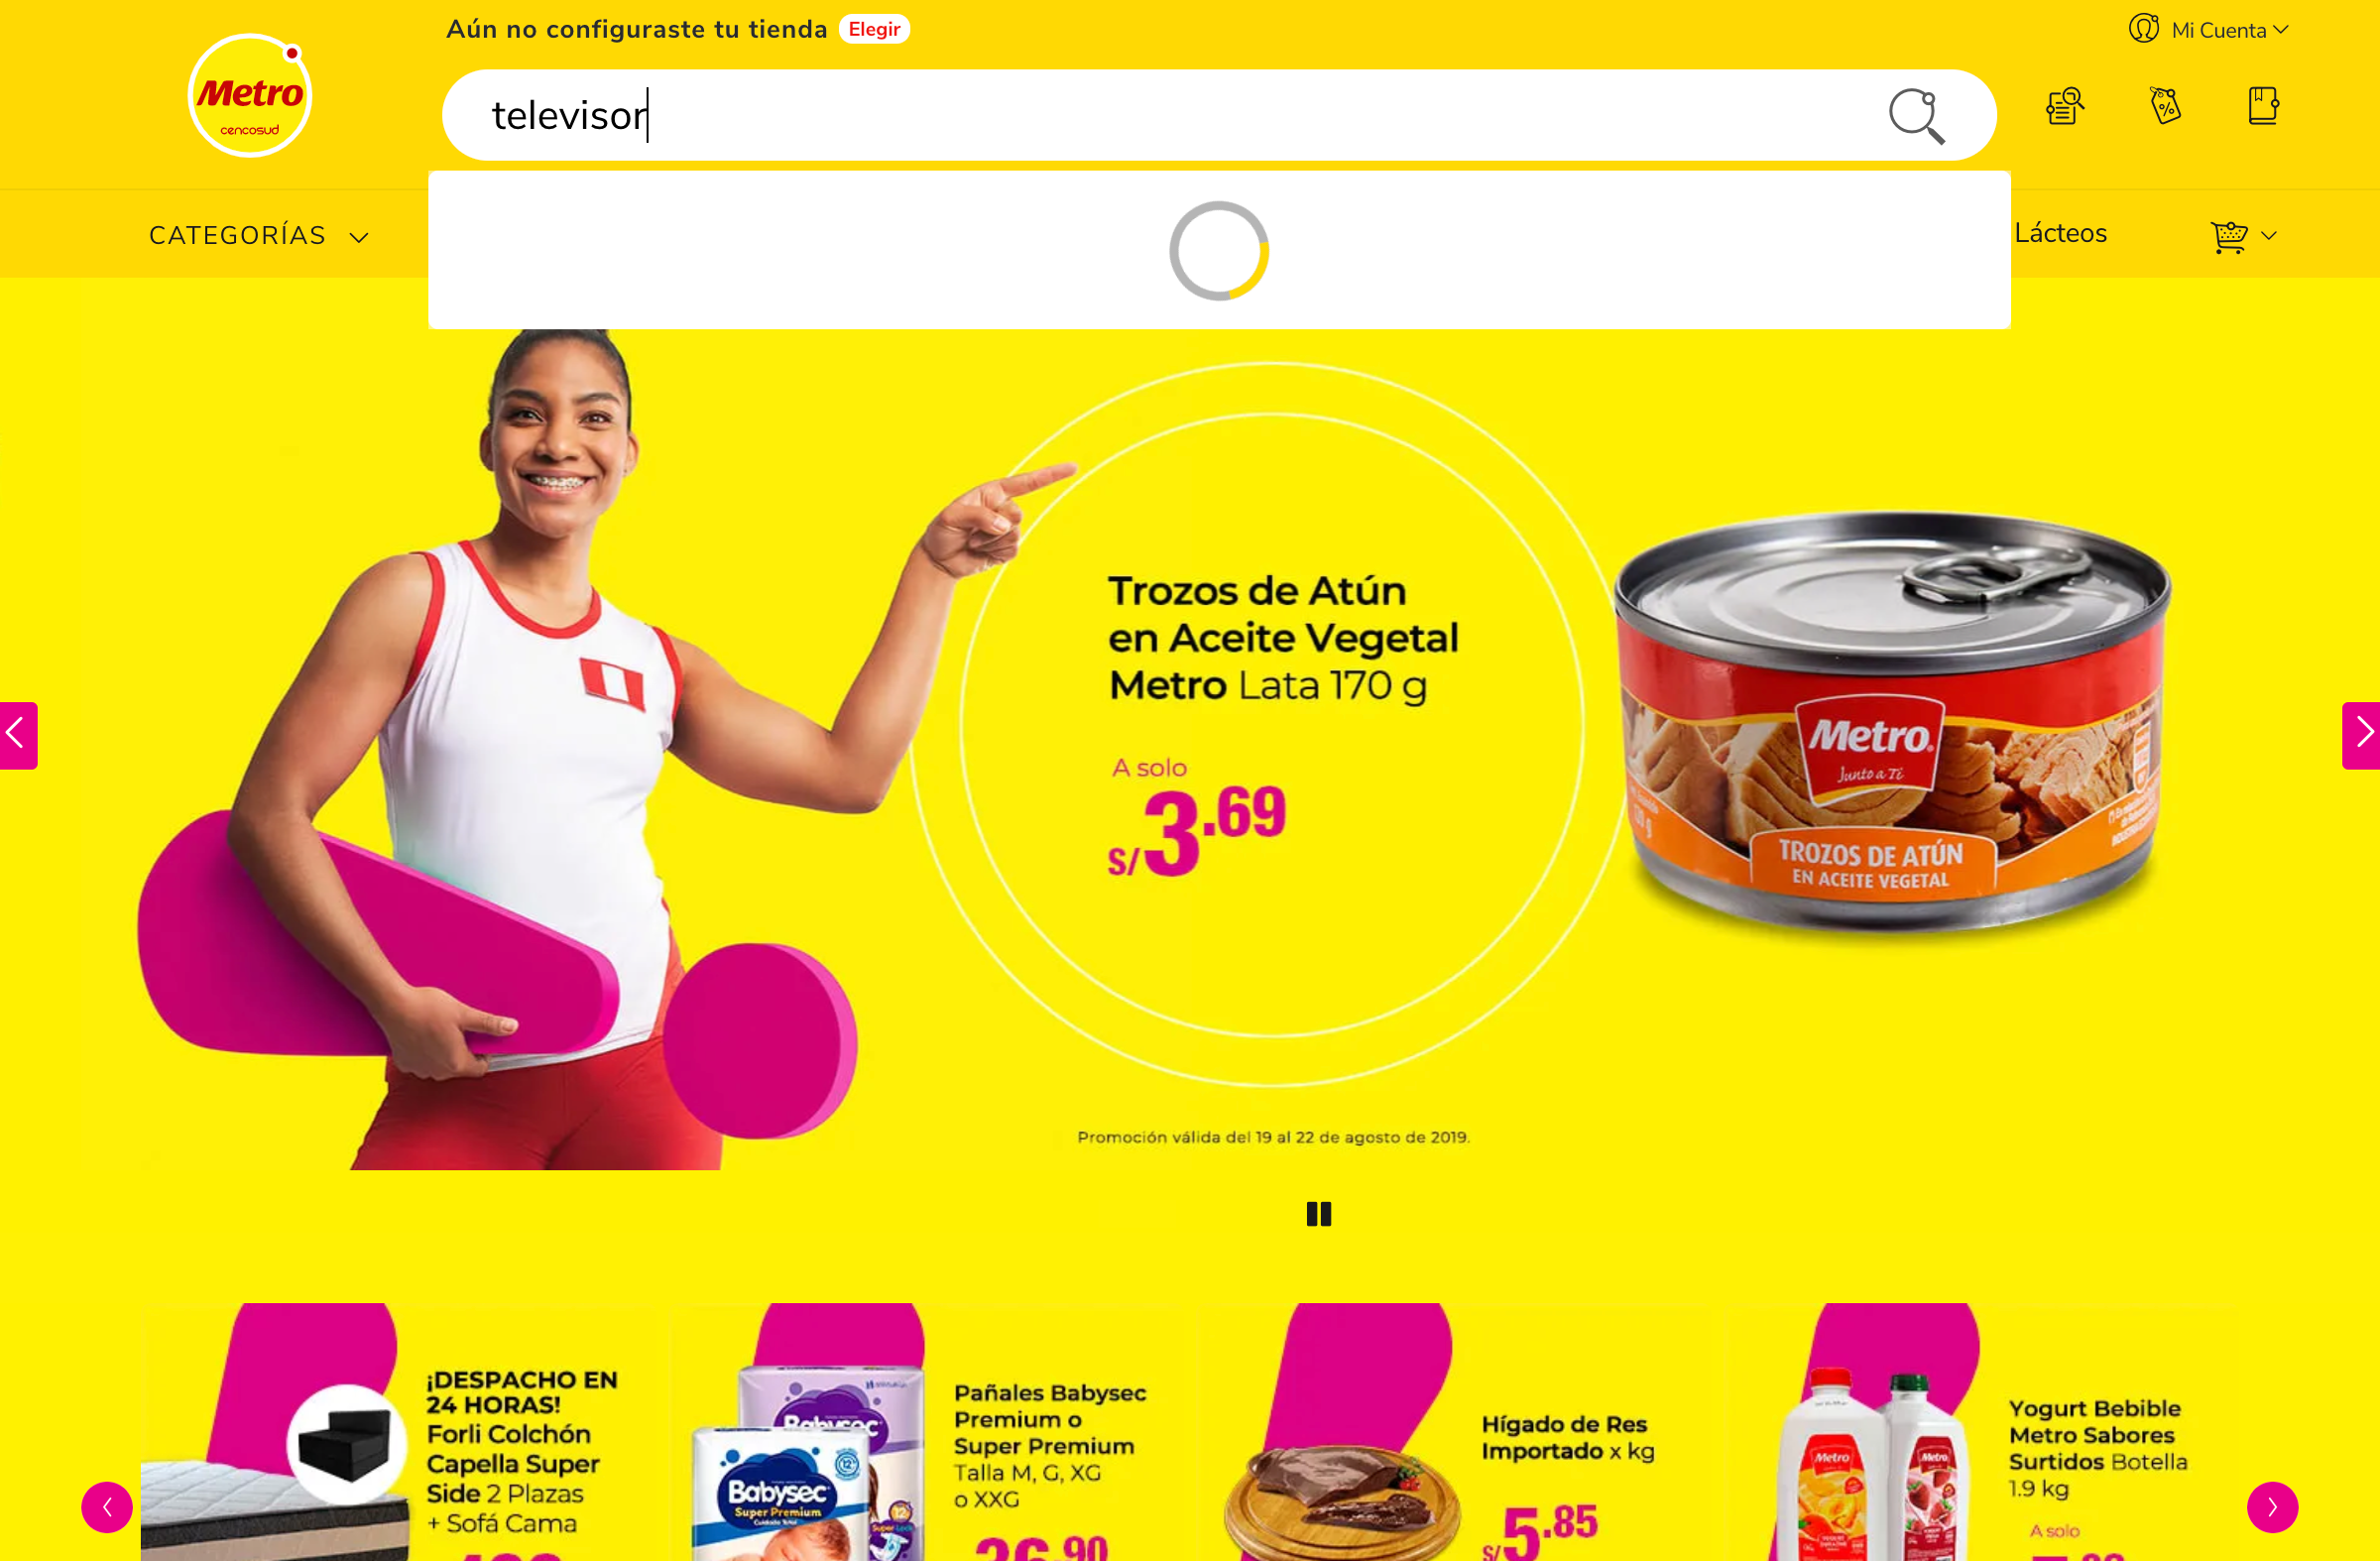 Aún no configuraste tu tienda Elegir
Mi Cuenta
Metro
cencosud
televisor
CATEGORÍAS
Lácteos
Trozos de Atún
en Aceite Vegetal
Metro Lata 170 g
A solo
S/3.69
Metro
Junto a Ti
TROZOS DE ATÚN
EN ACEITE VEGETAL
Promoción válida del 19 al 22 de agosto de 2019.
¡DESPACHO EN
24 HORAS!
Forli Colchón
Capella Super
Side 2 Plazas
+ Sofá Cama
Babysec
Babysec
Super Premium
Cuidado Total
Pañales Babysec
Premium o
Super Premium
Talla M, G, XG
o XXG
Hígado de Res
Importado x kg
S/5.85
Metro
Metro
Yogurt Bebible
Metro Sabores
Surtidos Botella
1.9 kg
A solo